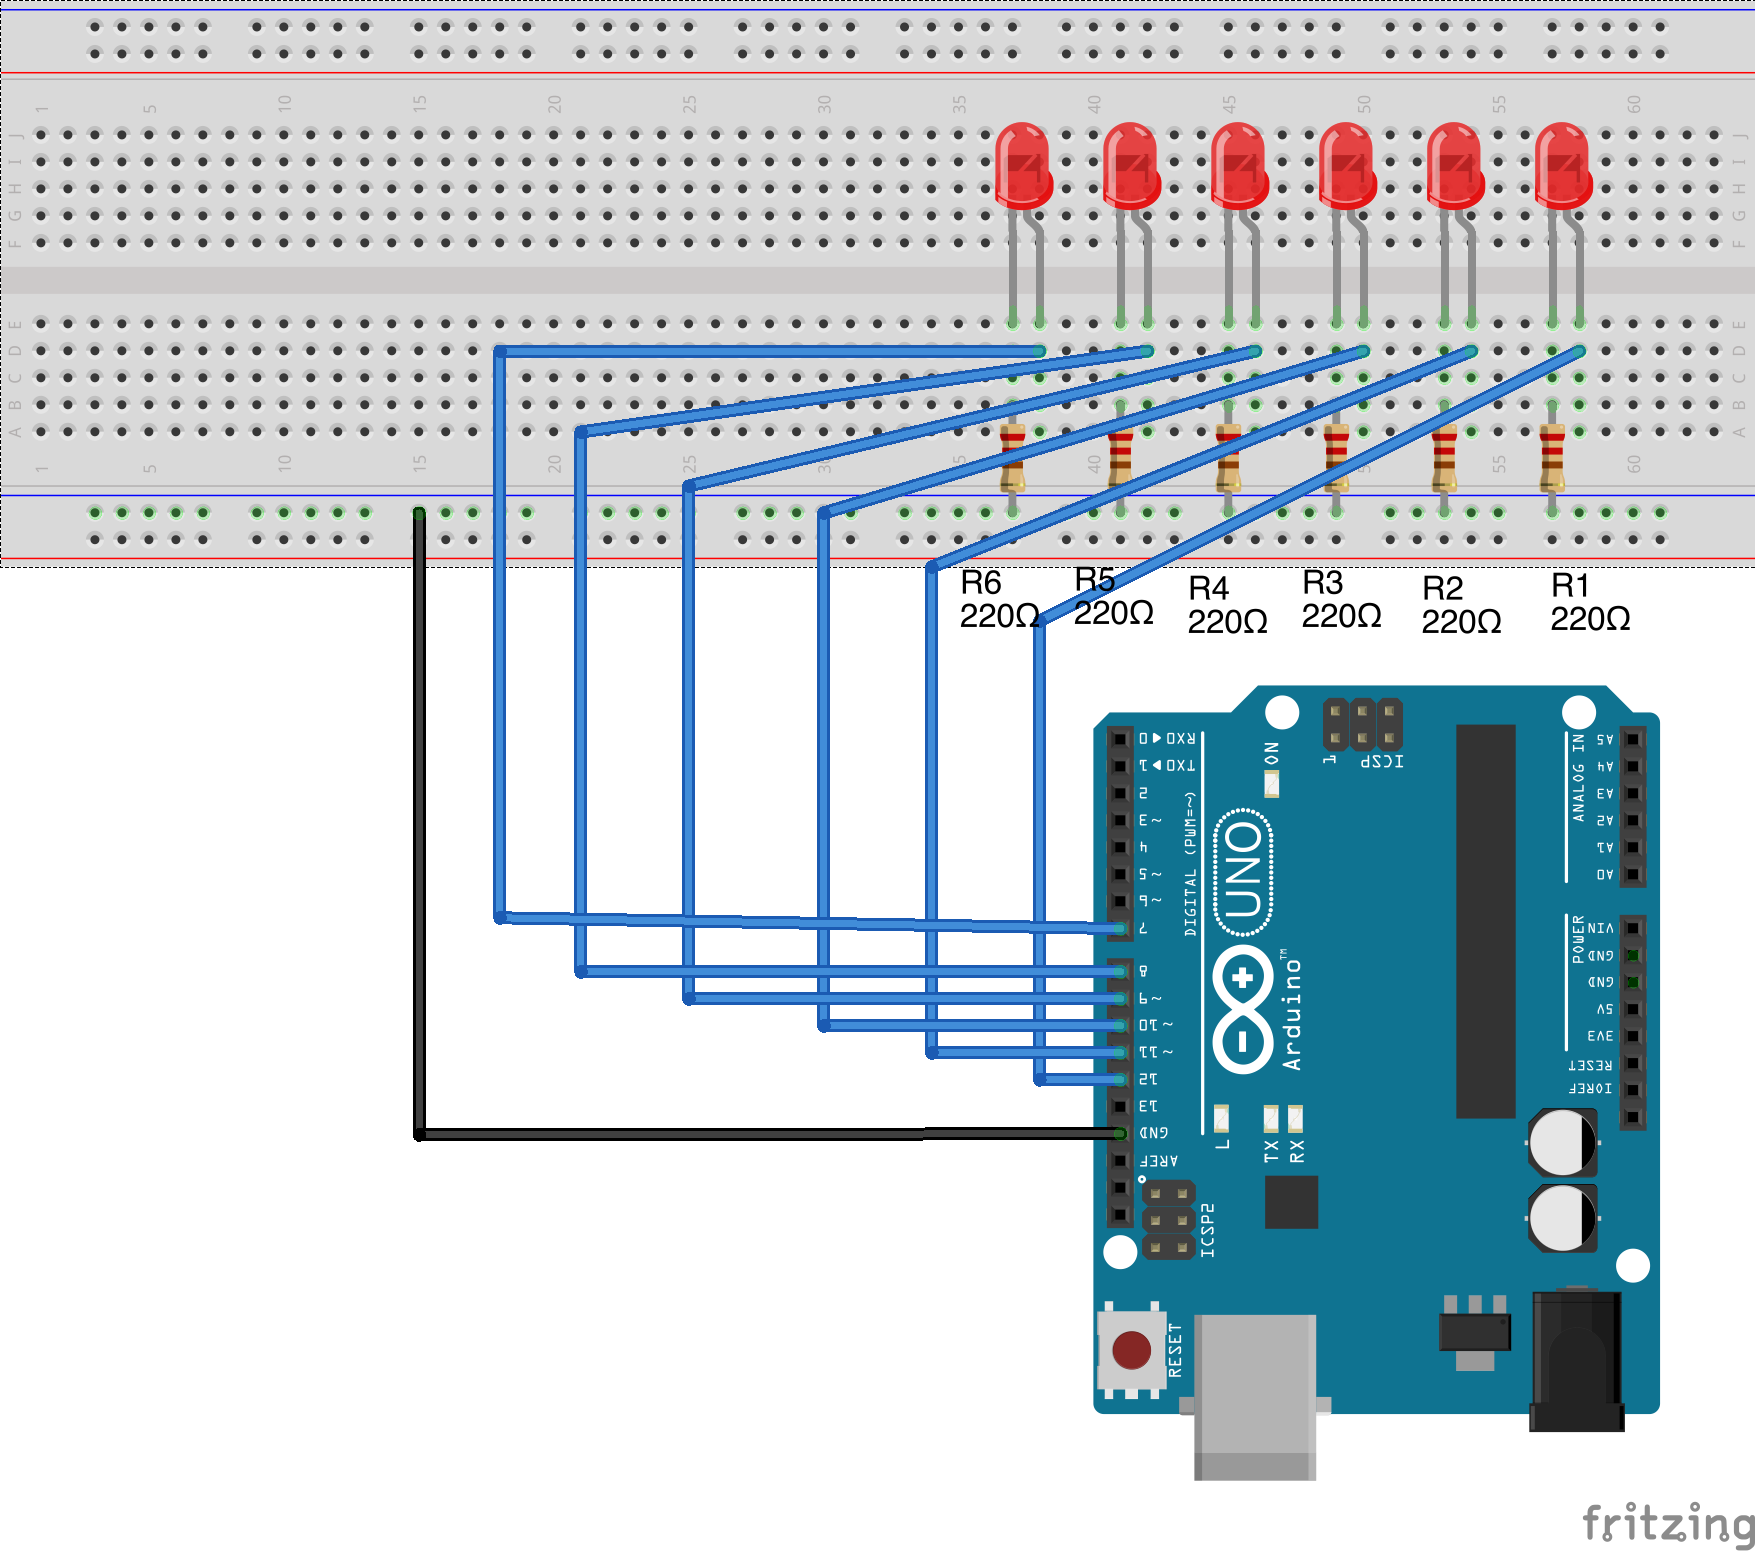 1 5 10 15 20 25 30 35 40 45 50 55 60
J J
I I
H H
G G
F F
E E
D D
C C
B B
A A
1 5 10 15 20 25 30 40 55 60
R6
220Ω
R5
220Ω
R4
220Ω
R3
220Ω
R2
220Ω
R1
220Ω
RX0 ▶ 0
TX0 ▶ 1
2
~ 3
4
~ 5
~ 6
7
8
~ 9
~ 10
~ 11
12
13
GND
AREF
DIGITAL (PWM=~)
ON
1 ICSP
UNO
Arduino™
ANALOG IN
A5
A4
A3
A2
A1
A0
POWER
VIN
GND
GND
5V
3V3
RESET
IOREF
L
TX
RX
ICSP2
RESET
fritzing